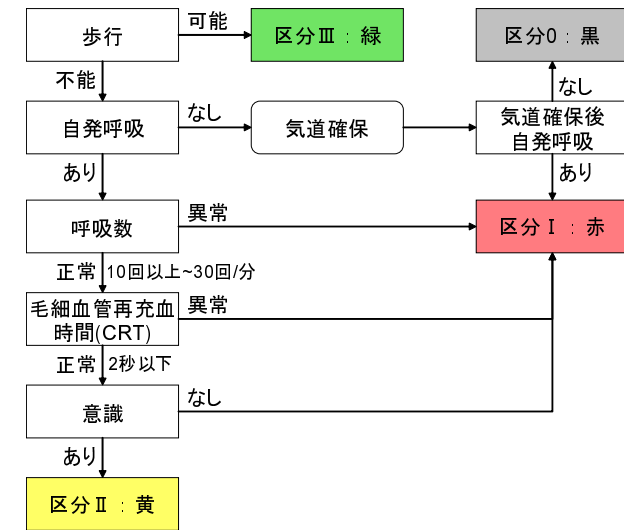 歩行
可能
区分Ⅲ：緑
区分0：黒
不能
なし
自発呼吸
なし
気道確保
気道確保後
自発呼吸
あり
あり
呼吸数
異常
区分Ⅰ：赤
正常 10回以上~30回/分
毛細血管再充血
時間(CRT)
異常
正常 2秒以下
意識
なし
あり
区分Ⅱ：黄